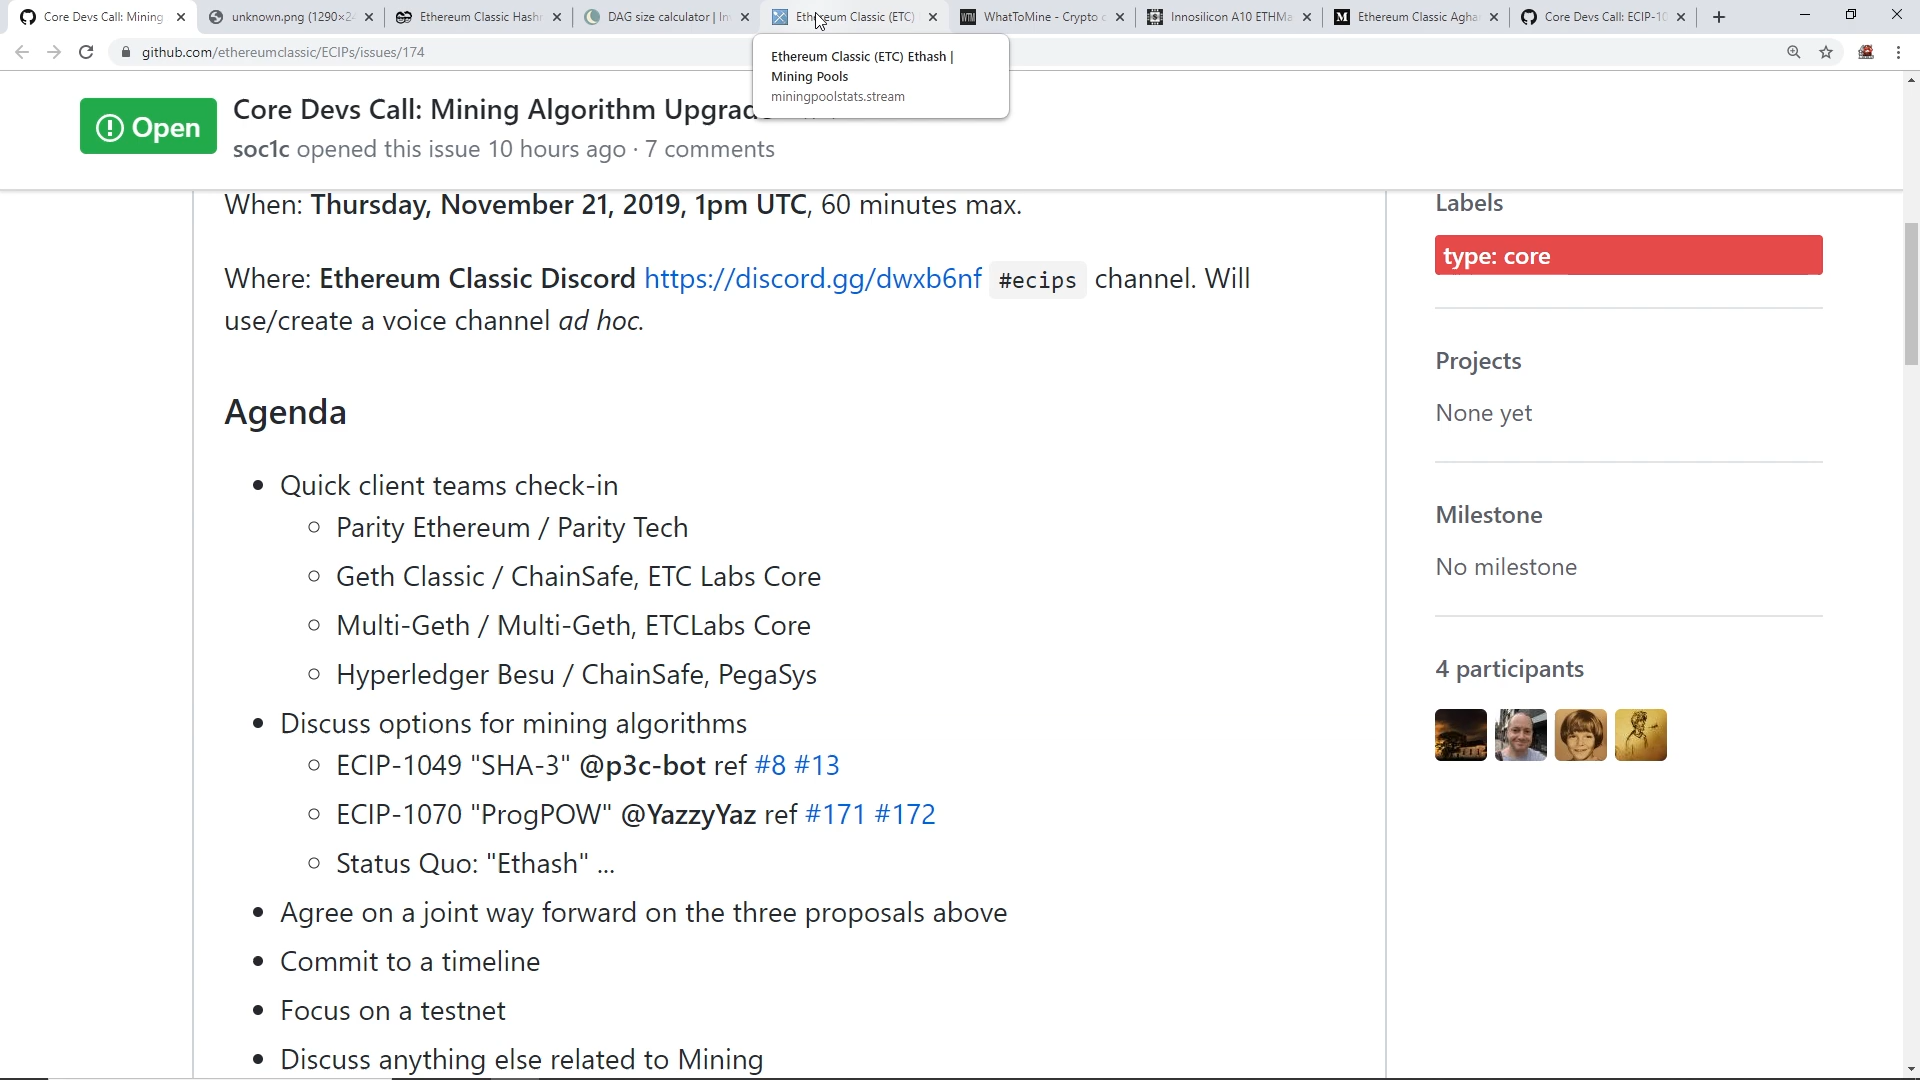 Core Devs Call: Mining
unknown.png (1290×2
Ethereum Classic Hashr
DAG size calculator | In
Ethereum Classic (ETC)
WhatToMine - Crypto c
Innosilicon A10 ETHMa
Ethereum Classic Agha
Core Devs Call: ECIP-10
github.com/ethereumclassic/ECIPs/issues/174
Ethereum Classic (ETC) Ethash |
Mining Pools
miningpoolstats.stream
Open
Core Devs Call: Mining Algorithm Upgrade
soc1c opened this issue 10 hours ago · 7 comments
When: Thursday, November 21, 2019, 1pm UTC, 60 minutes max.
Where: Ethereum Classic Discord https://discord.gg/dwxb6nf #ecips channel. Will
use/create a voice channel ad hoc.
Agenda
• Quick client teams check-in
○ Parity Ethereum / Parity Tech
○ Geth Classic / ChainSafe, ETC Labs Core
○ Multi-Geth / Multi-Geth, ETCLabs Core
○ Hyperledger Besu / ChainSafe, PegaSys
• Discuss options for mining algorithms
○ ECIP-1049 "SHA-3" @p3c-bot ref #8 #13
○ ECIP-1070 "ProgPOW" @YazzyYaz ref #171 #172
○ Status Quo: "Ethash" ...
• Agree on a joint way forward on the three proposals above
• Commit to a timeline
• Focus on a testnet
• Discuss anything else related to Mining
Labels
type: core
Projects
None yet
Milestone
No milestone
4 participants